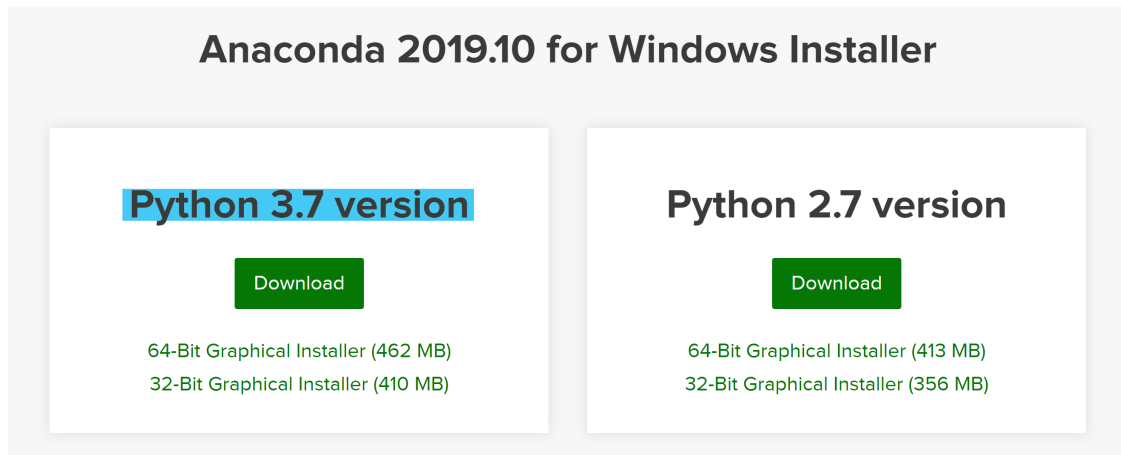 Anaconda 2019.10 for Windows Installer
Python 3.7 version
Download
64-Bit Graphical Installer (462 MB)
32-Bit Graphical Installer (410 MB)
Python 2.7 version
Download
64-Bit Graphical Installer (413 MB)
32-Bit Graphical Installer (356 MB)